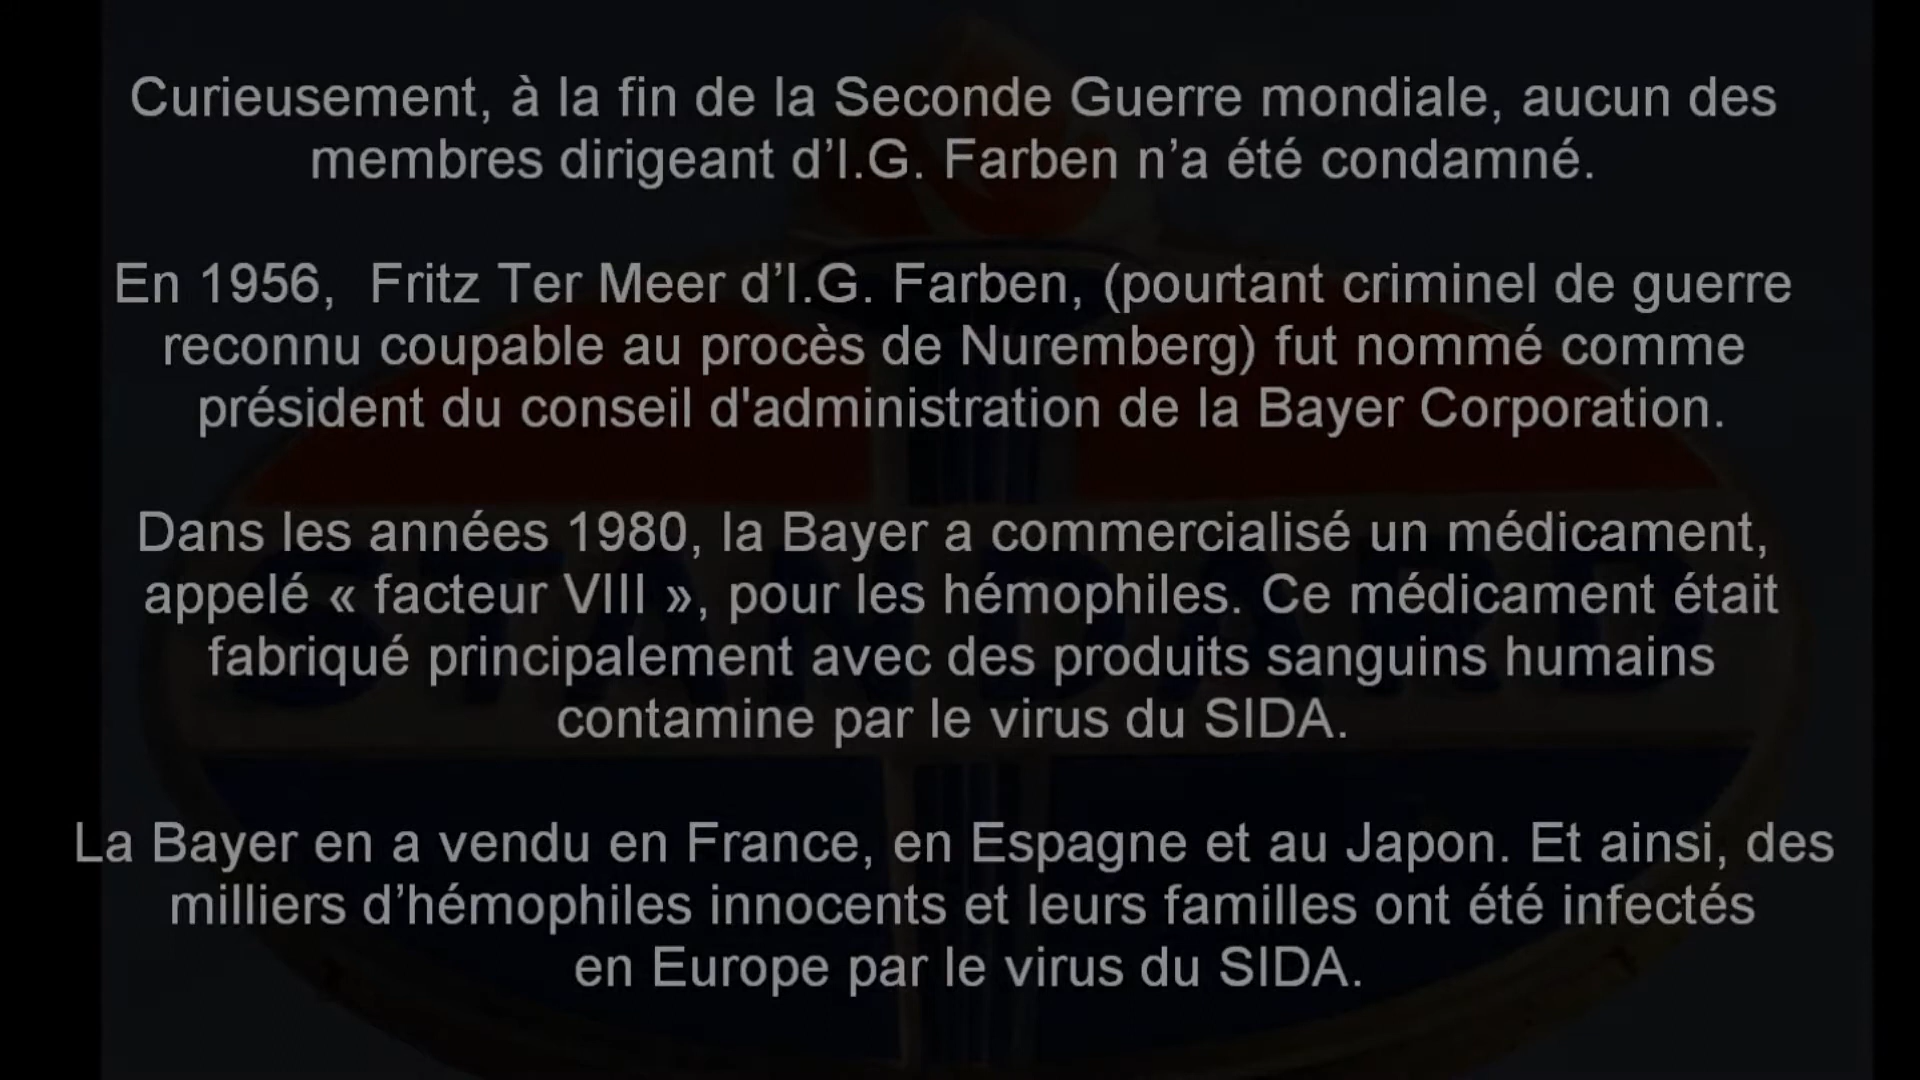 Curieusement, à la fin de la Seconde Guerre mondiale, aucun des
membres dirigeant d’I.G. Farben n’a été condamné.
En 1956, Fritz Ter Meer d’I.G. Farben, (pourtant criminel de guerre
reconnu coupable au procès de Nuremberg) fut nommé comme
président du conseil d'administration de la Bayer Corporation.
Dans les années 1980, la Bayer a commercialisé un médicament,
appelé « facteur VIII », pour les hémophiles. Ce médicament était
fabriqué principalement avec des produits sanguins humains
contamine par le virus du SIDA.
La Bayer en a vendu en France, en Espagne et au Japon. Et ainsi, des
milliers d’hémophiles innocents et leurs familles ont été infectés
en Europe par le virus du SIDA.
STANDARD